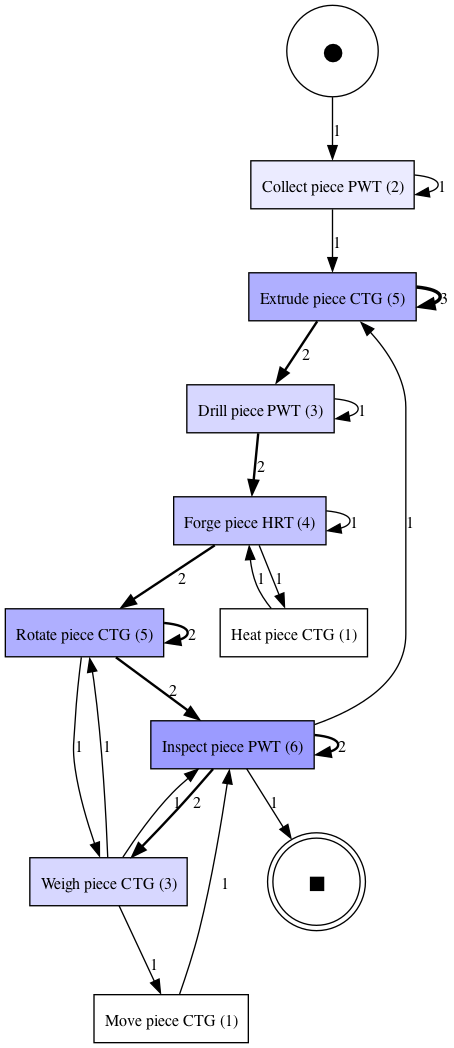 1
Collect piece PWT (2)
1
1
Extrude piece CTG (5)
3
2
Drill piece PWT (3)
1
2
1
Forge piece HRT (4)
1
2
1
1
Rotate piece CTG (5)
2
Heat piece CTG (1)
2
1
1
Inspect piece PWT (6)
2
1
2
1
Weigh piece CTG (3)
1
1
Move piece CTG (1)